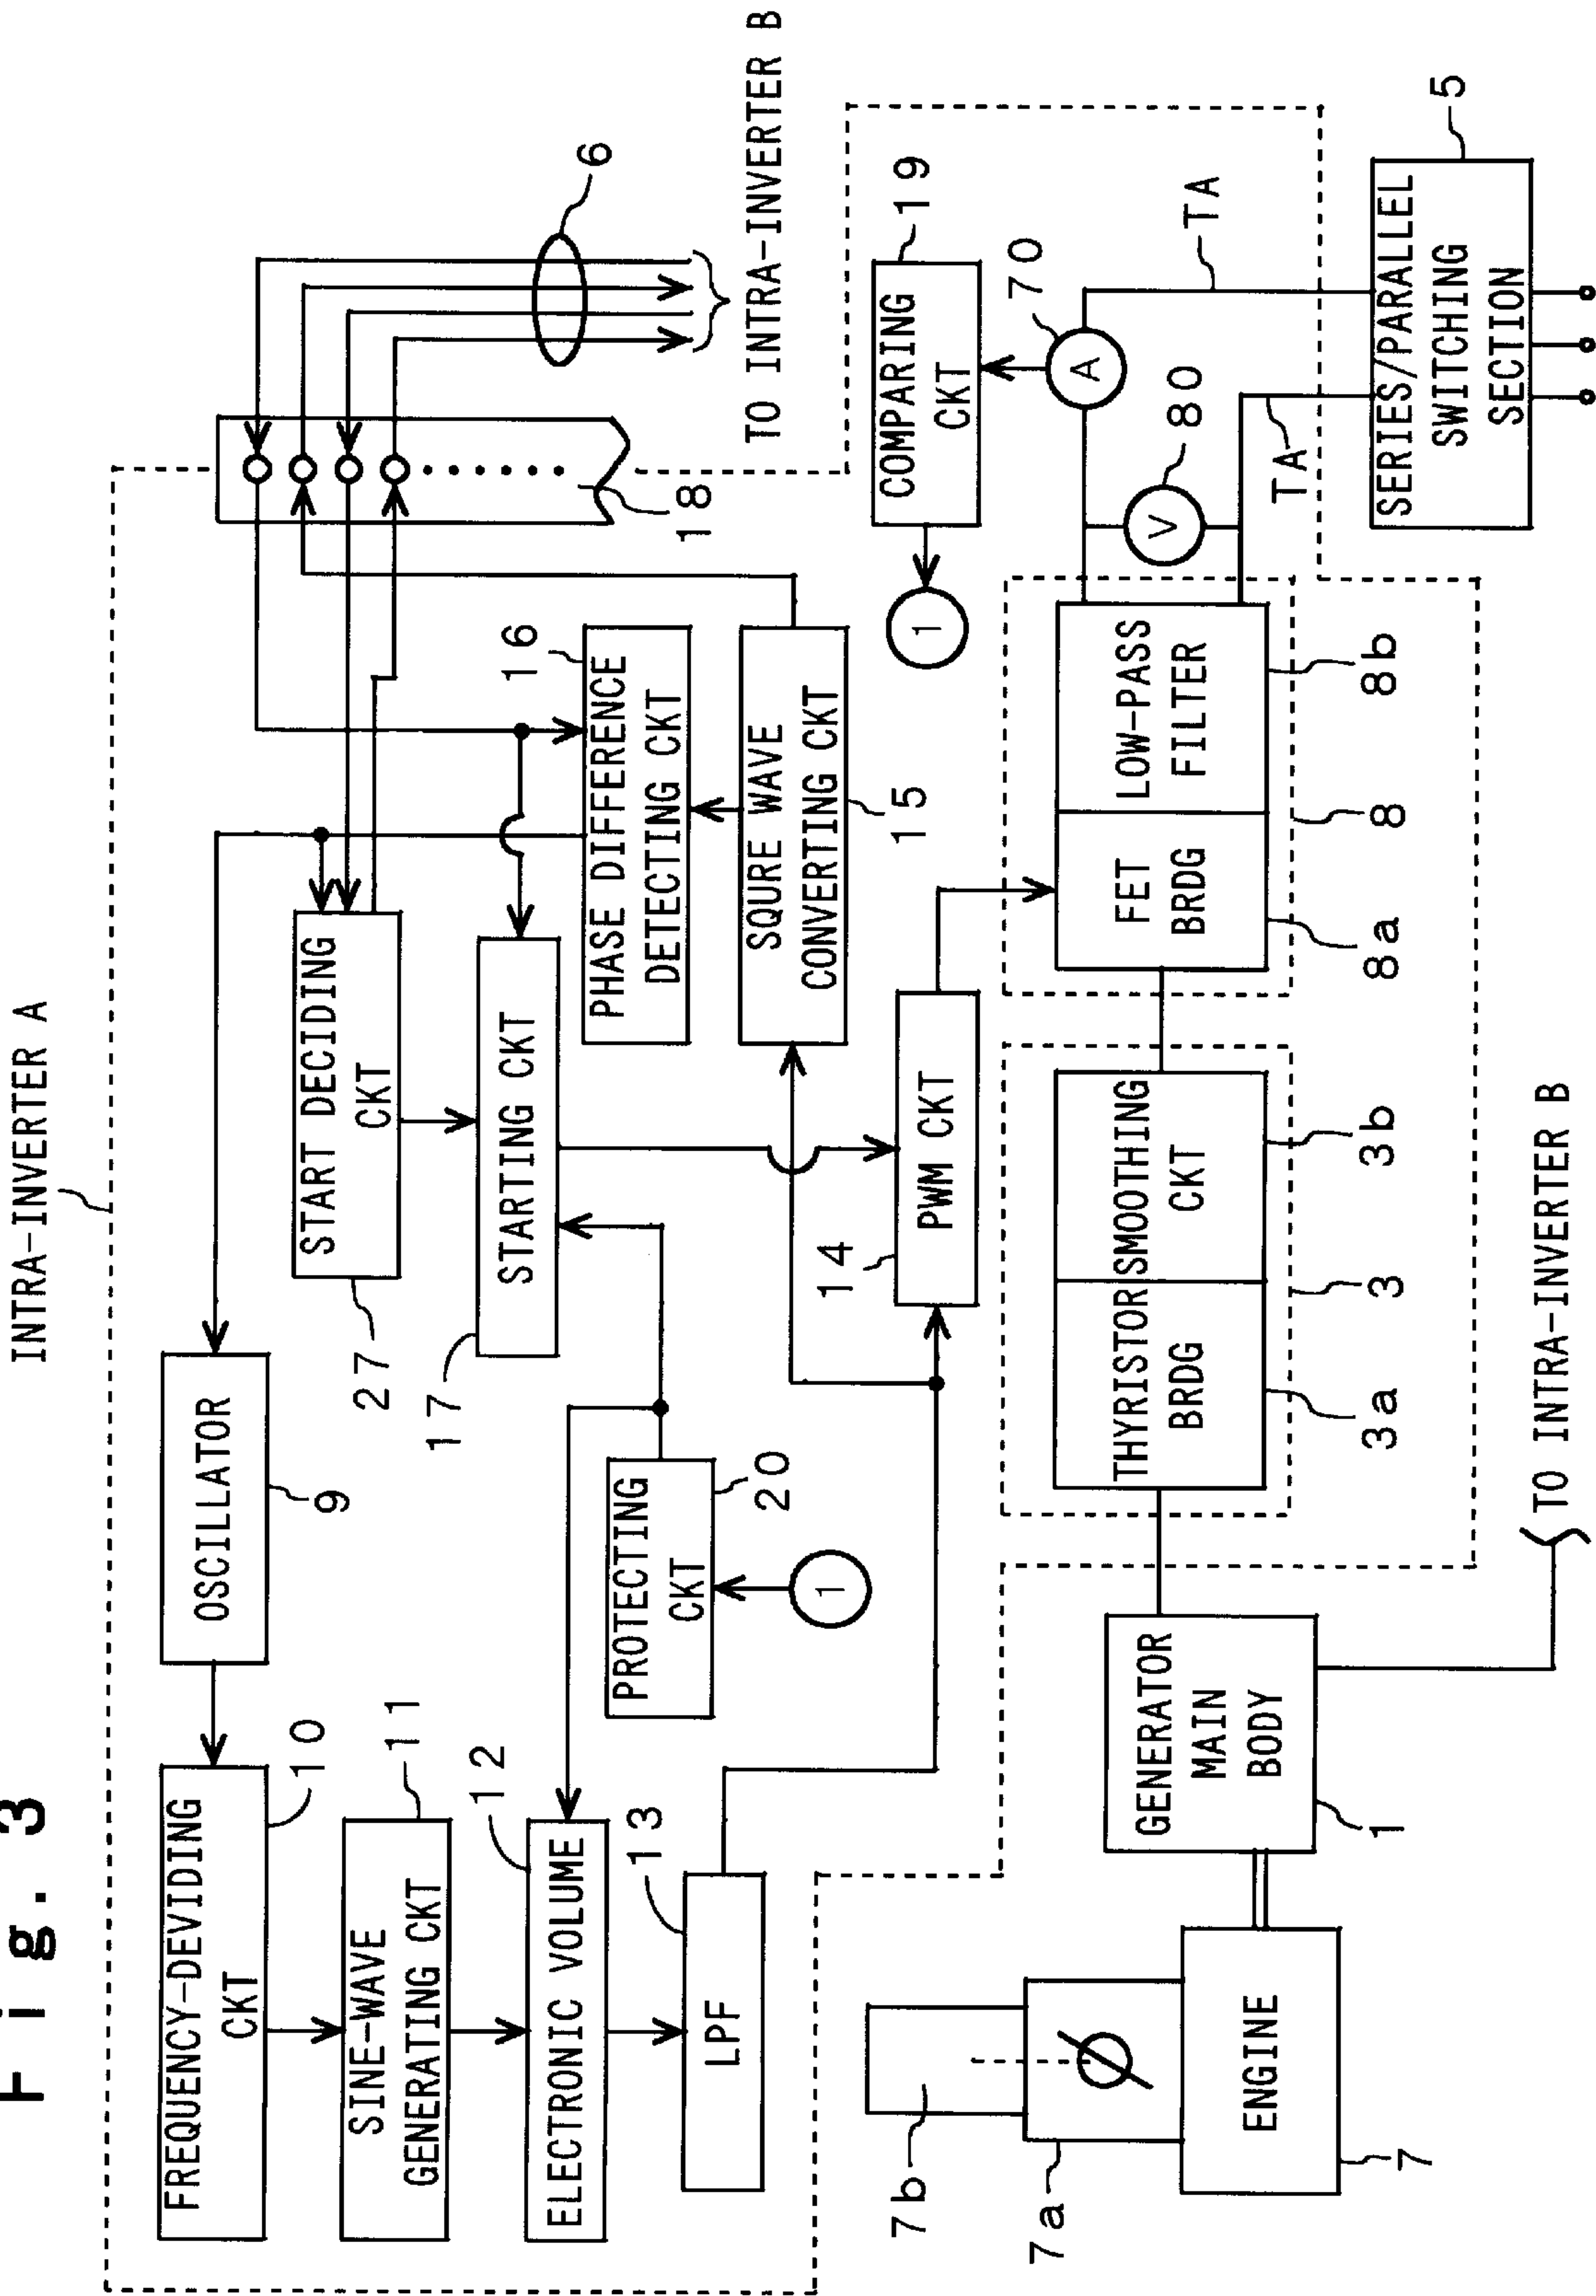 Fig. 3
INTRA-INVERTER A
FREQUENCY-DEVIDING
CKT
10
OSCILLATOR
9
SINE-WAVE
GENERATING CKT
11
START DECIDING
CKT
27
ELECTRONIC VOLUME
12
STARTING CKT
17
LPF
13
PROTECTING
CKT
20
1
PHASE DIFFERENCE
DETECTING CKT
16
SQURE WAVE
CONVERTING CKT
15
18
6
TO INTRA-INVERTER B
PWM CKT
14
COMPARING
CKT
19
1
A
70
V
80
TA
TA
7b
7a
ENGINE
7
GENERATOR
MAIN
BODY
1
THYRISTOR
BRDG
3a
SMOOTHING
CKT
3b
3
FET
BRDG
8a
LOW-PASS
FILTER
8b
8
SERIES/PARALLEL
SWITCHING
SECTION
5
TO INTRA-INVERTER B